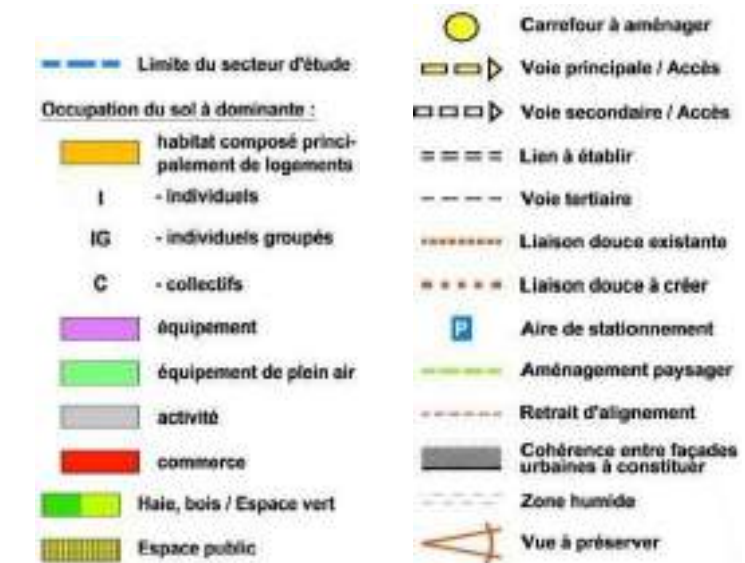 Limite du secteur d'étude
Occupation du sol à dominante :
habitat composé princi-
palement de logements
I - individuels
IG - individuels groupés
C - collectifs
équipement
équipement de plein air
activité
commerce
Haie, bois / Espace vert
Espace public
Carrefour à aménager
Voie principale / Accès
Voie secondaire / Accès
Lien à établir
Voie tertiaire
Liaison douce existante
Liaison douce à créer
P Aire de stationnement
Aménagement paysager
Retrait d'alignement
Cohérence entre façades
urbaines à constituer
Zone humide
Vue à préserver